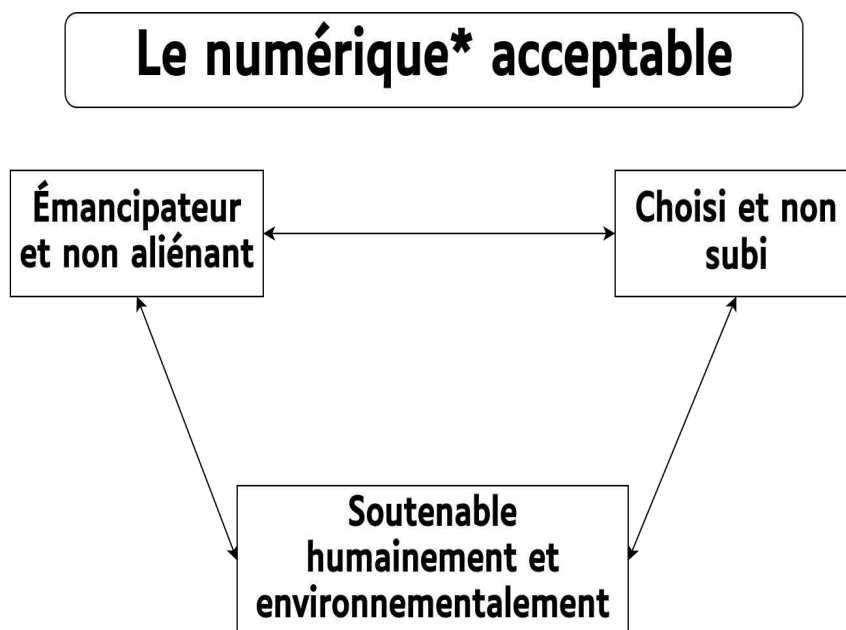 Le numérique* acceptable
Émancipateur
et non aliénant
Choisi et non
subi
Soutenable
humainement et
environnementalement